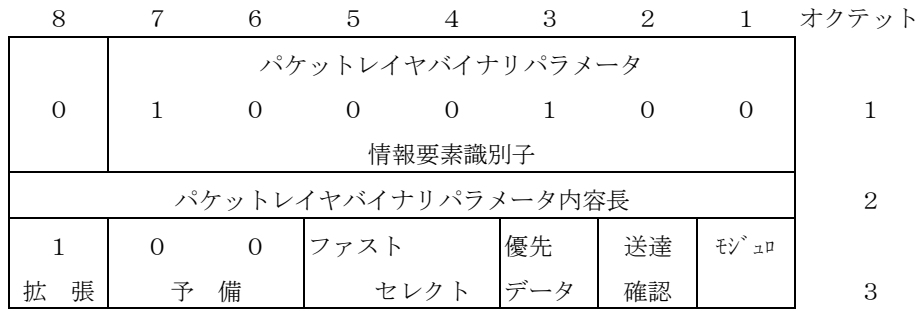 ８ ７ ６ ５ ４ ３ ２ １ オクテット
パケットレイヤバイナリパラメータ
０ １ ０ ０ ０ １ ０ ０ １
情報要素識別子
パケットレイヤバイナリパラメータ内容長 ２
１ ０ ０ ファスト 優先 送達 ﾓｼﾞｭﾛ
拡 張 予 備 セレクト データ 確認 ３